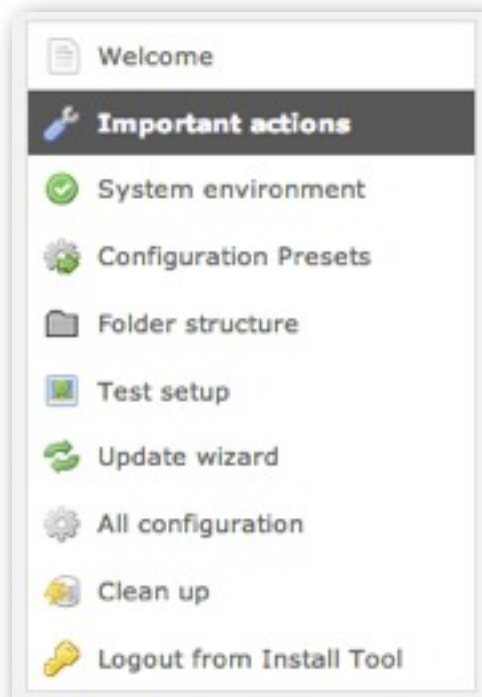 Welcome
Important actions
System environment
Configuration Presets
Folder structure
Test setup
Update wizard
All configuration
Clean up
Logout from Install Tool